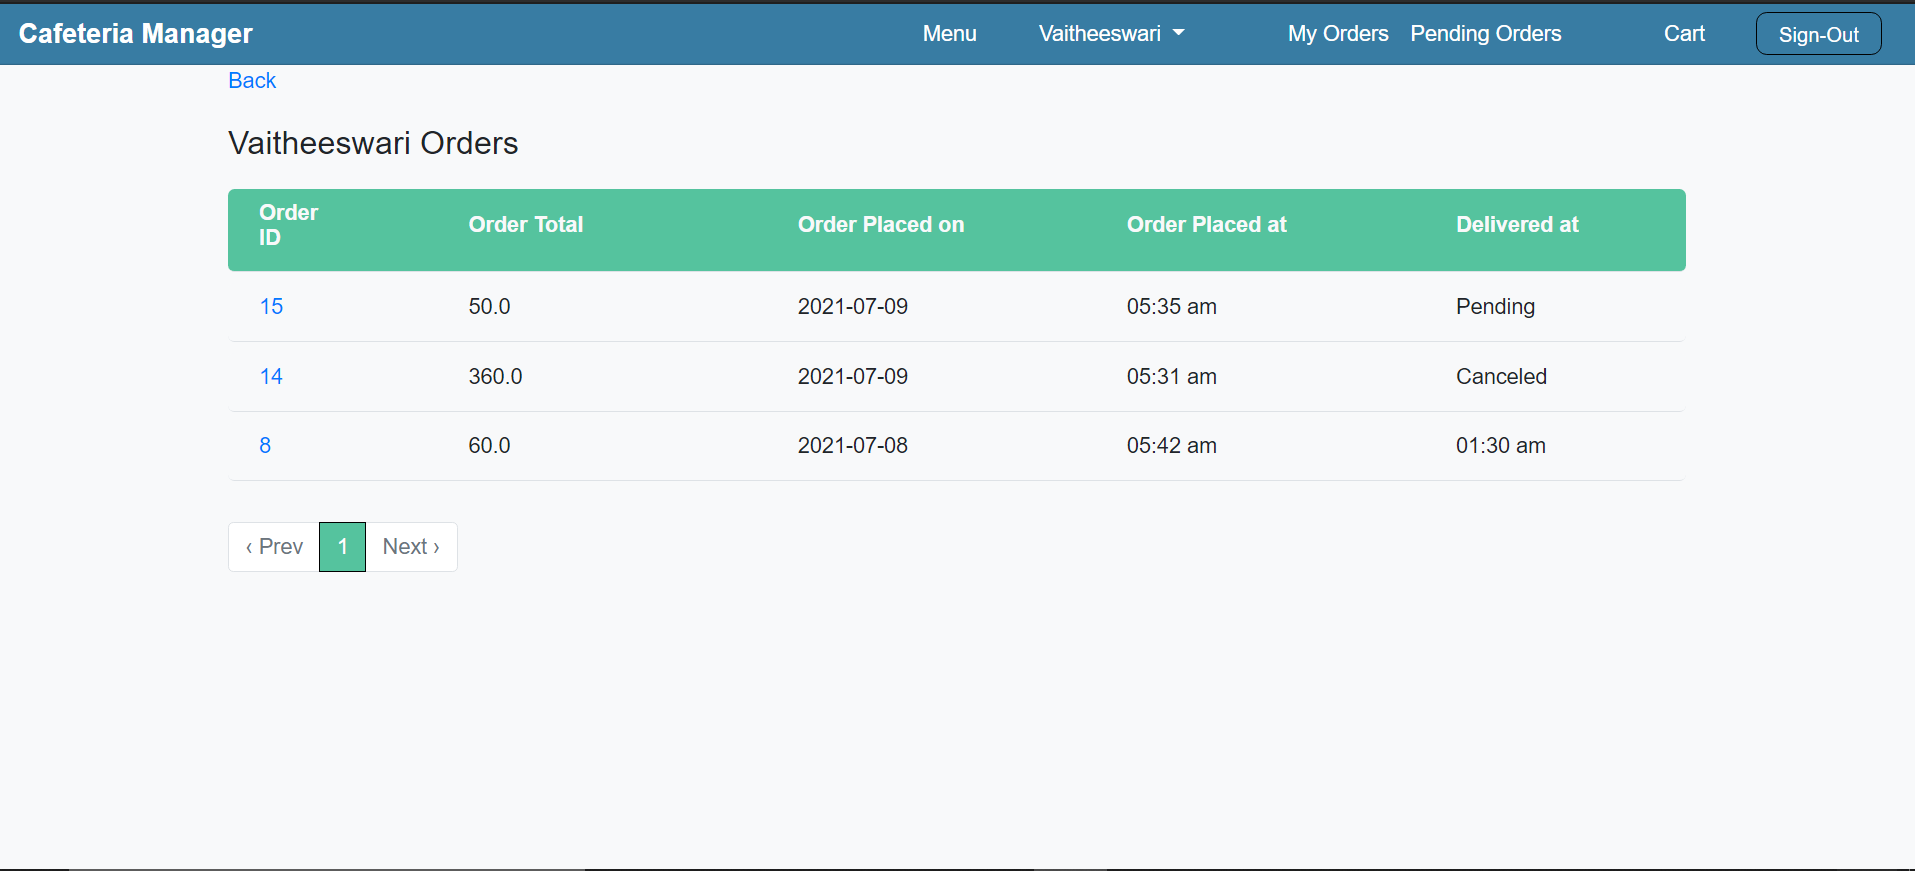 Cafeteria Manager Menu Vaitheeswari My Orders Pending Orders Cart Sign-Out
Back
Vaitheeswari Orders
Order ID Order Total Order Placed on Order Placed at Delivered at
15 50.0 2021-07-09 05:35 am Pending
14 360.0 2021-07-09 05:31 am Canceled
8 60.0 2021-07-08 05:42 am 01:30 am
‹ Prev 1 Next ›